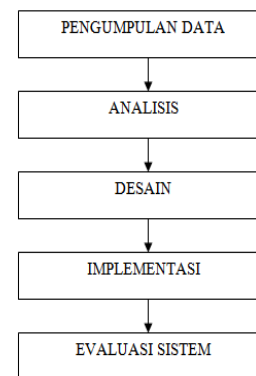 PENGUMPULAN DATA
ANALISIS
DESAIN
IMPLEMENTASI
EVALUASI SISTEM